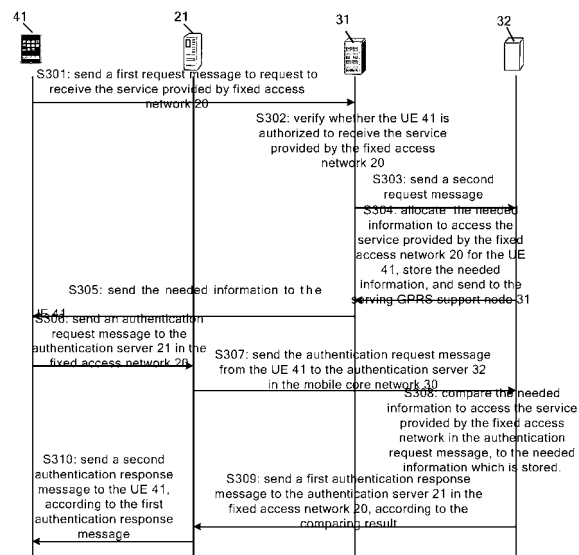 41
21
31
32
S301: send a first request message to request to
receive the service provided by fixed access
network 20
S302: verify whether the UE 41 is
authorized to receive the service
provided by the fixed access
network 20
S303: send a second
request message
S304: allocate the needed
information to access the
service provided by the fixed
access network 20 for the UE
41, store the needed
information, and send to the
serving GPRS support node 31
S305: send the needed information to the
UE 41
S306: send an authentication
request message to the
authentication server 21 in the
fixed access network 20
S307: send the authentication request message
from the UE 41 to the authentication server 32
in the mobile core network 30
S308: compare the needed
information to access the service
provided by the fixed access
network in the authentication
request message, to the needed
information which is stored.
S309: send a first authentication response
message to the authentication server 21 in the
fixed access network 20, according to the
comparing result
S310: send a second
authentication response
message to the UE 41,
according to the first
authentication response
message